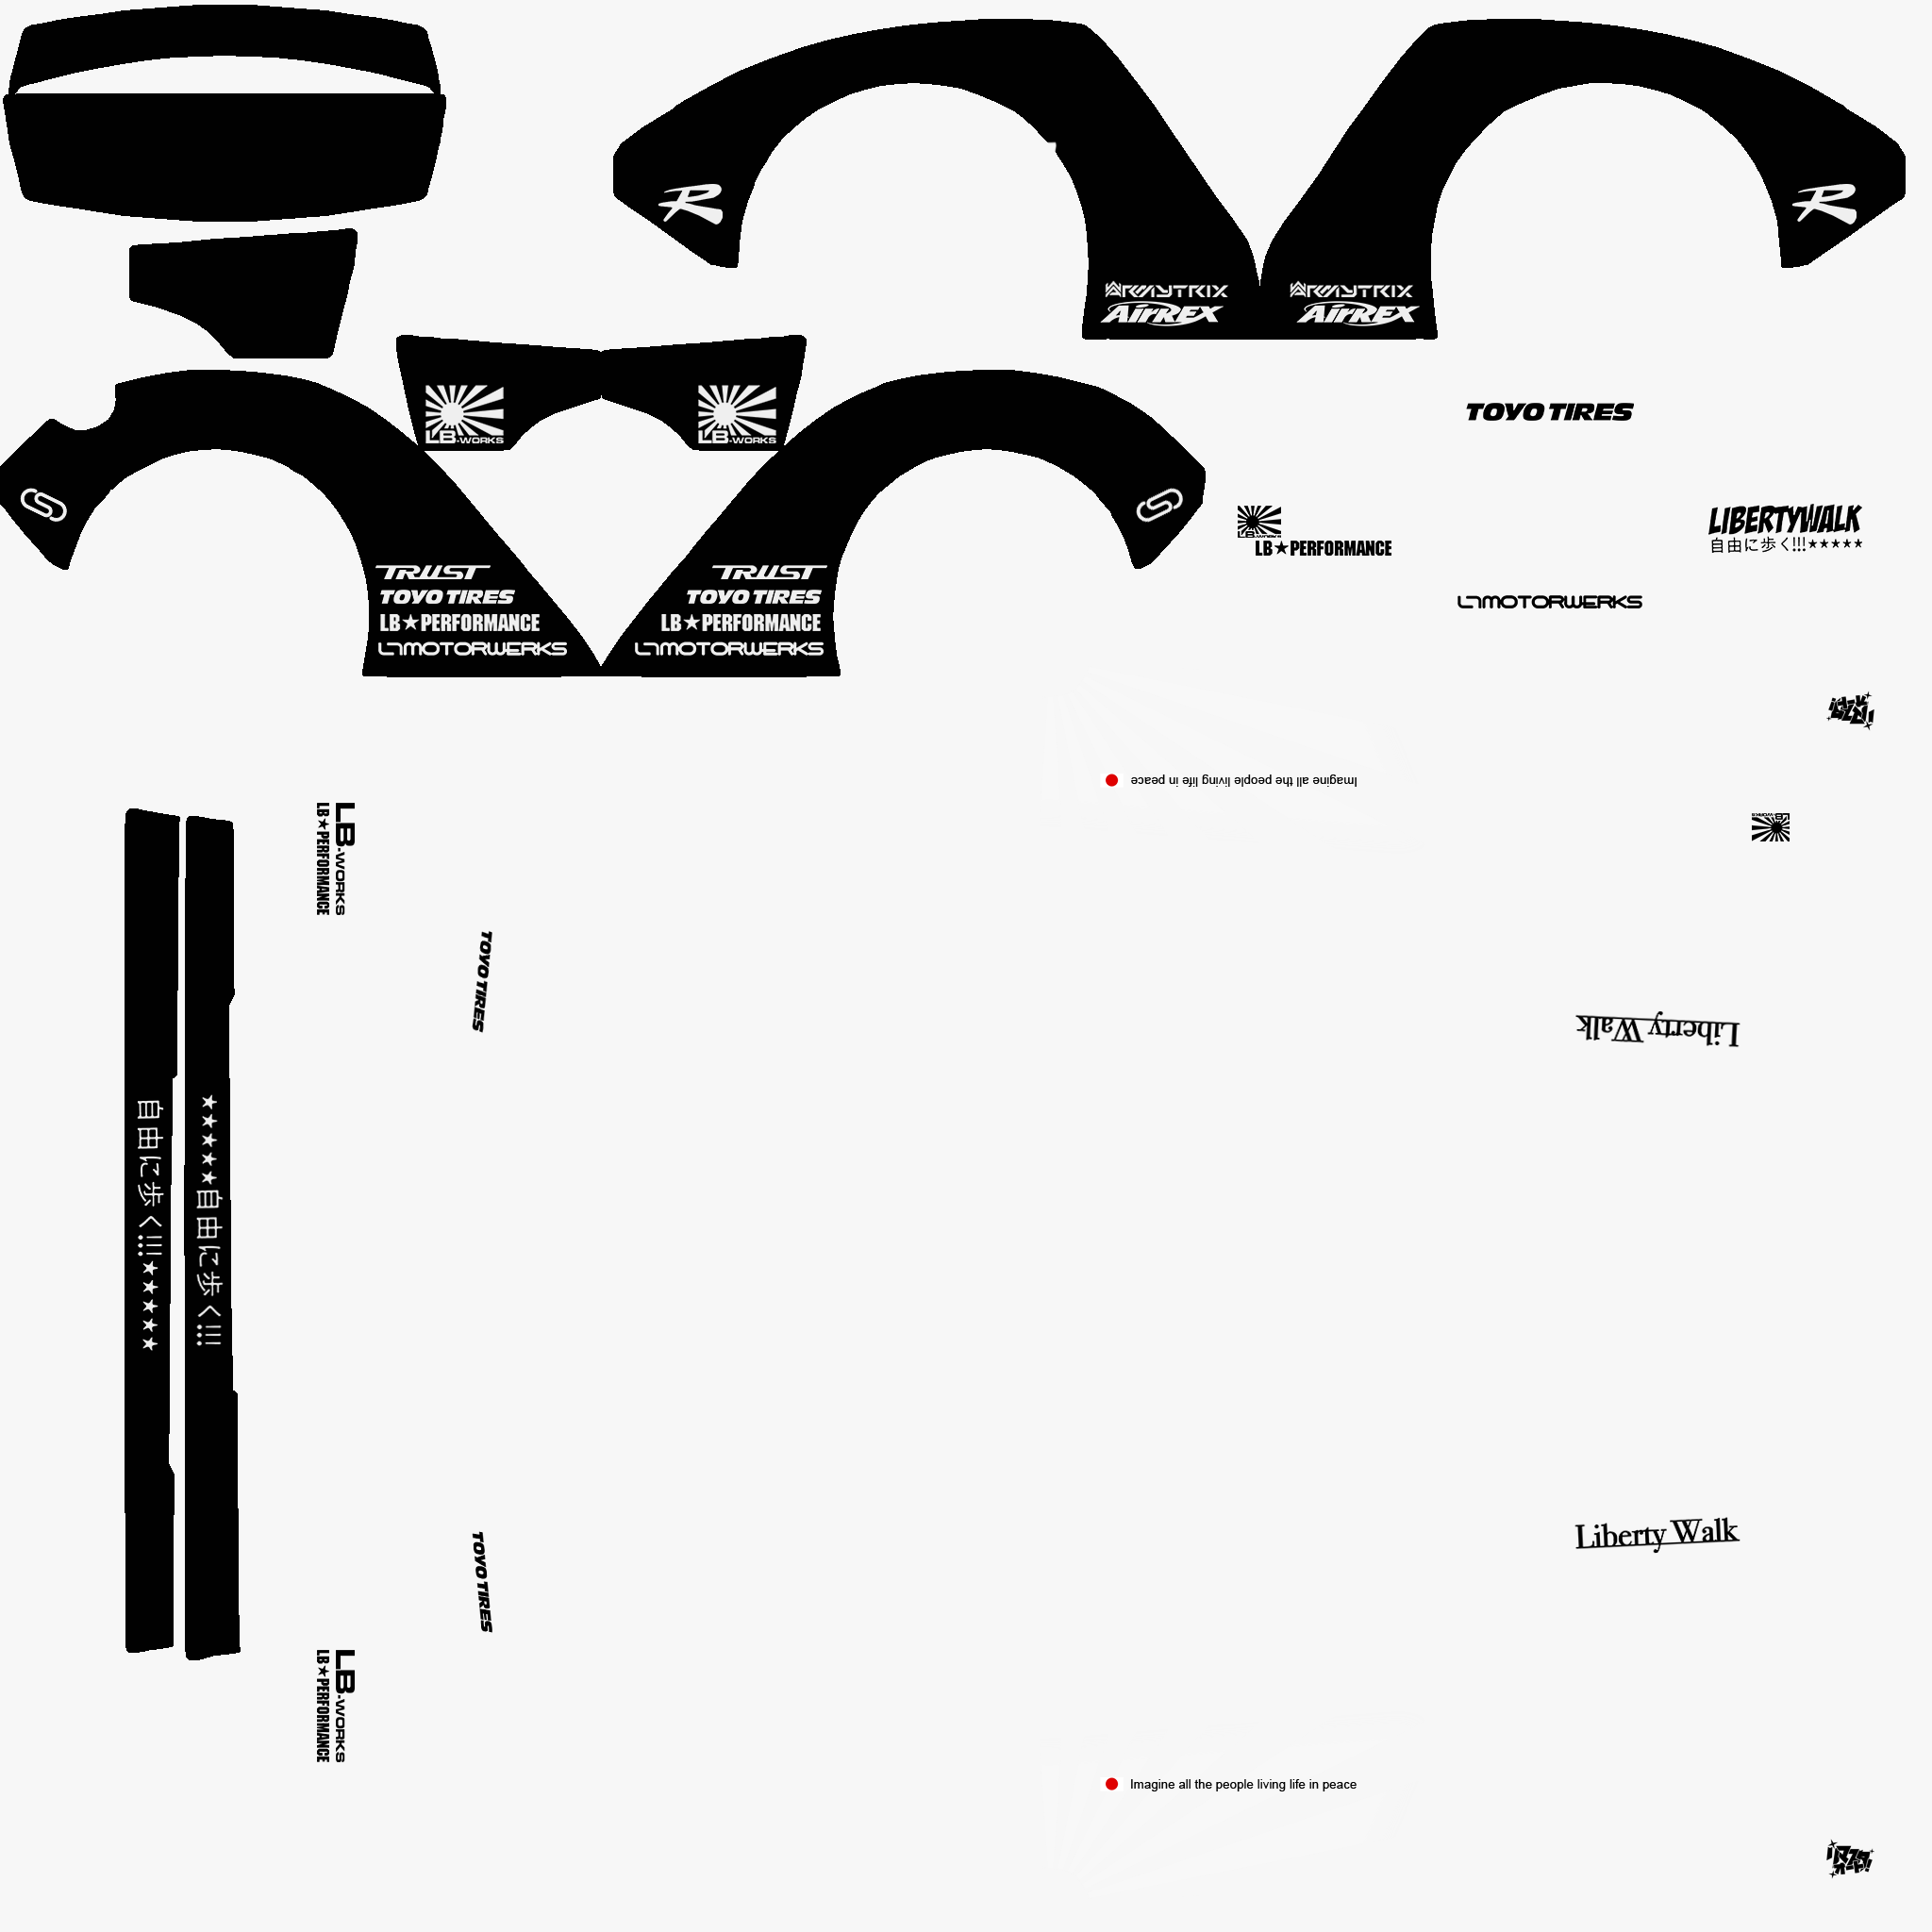 R
R
ARMYTRIX
AirREX
ARMYTRIX
AirREX
LB-WORKS
LB-WORKS
TOYO TIRES
TRUST
TOYO TIRES
LB★PERFORMANCE
MOTORWERKS
TRUST
TOYO TIRES
LB★PERFORMANCE
MOTORWERKS
LB★PERFORMANCE
LIBERTYWALK
自由に歩く!!!★★★★★
MOTORWERKS
Imagine all the people living life in peace
LB-WORKS
LB★PERFORMANCE
TOYO TIRES
LB-WORKS
Liberty Walk
自由に歩く!!!★★★★★
★★★★★自由に歩く!!!
TOYO TIRES
Liberty Walk
LB-WORKS
LB★PERFORMANCE
Imagine all the people living life in peace